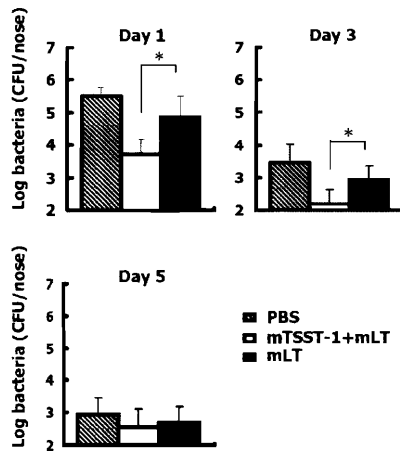 Day 1
Day 3
Log bacteria (CFU/nose)
7
6
5
4
3
2
*
7
6
5
4
3
2
*
Day 5
Log bacteria (CFU/nose)
7
6
5
4
3
2
PBS
mTSST-1+mLT
mLT